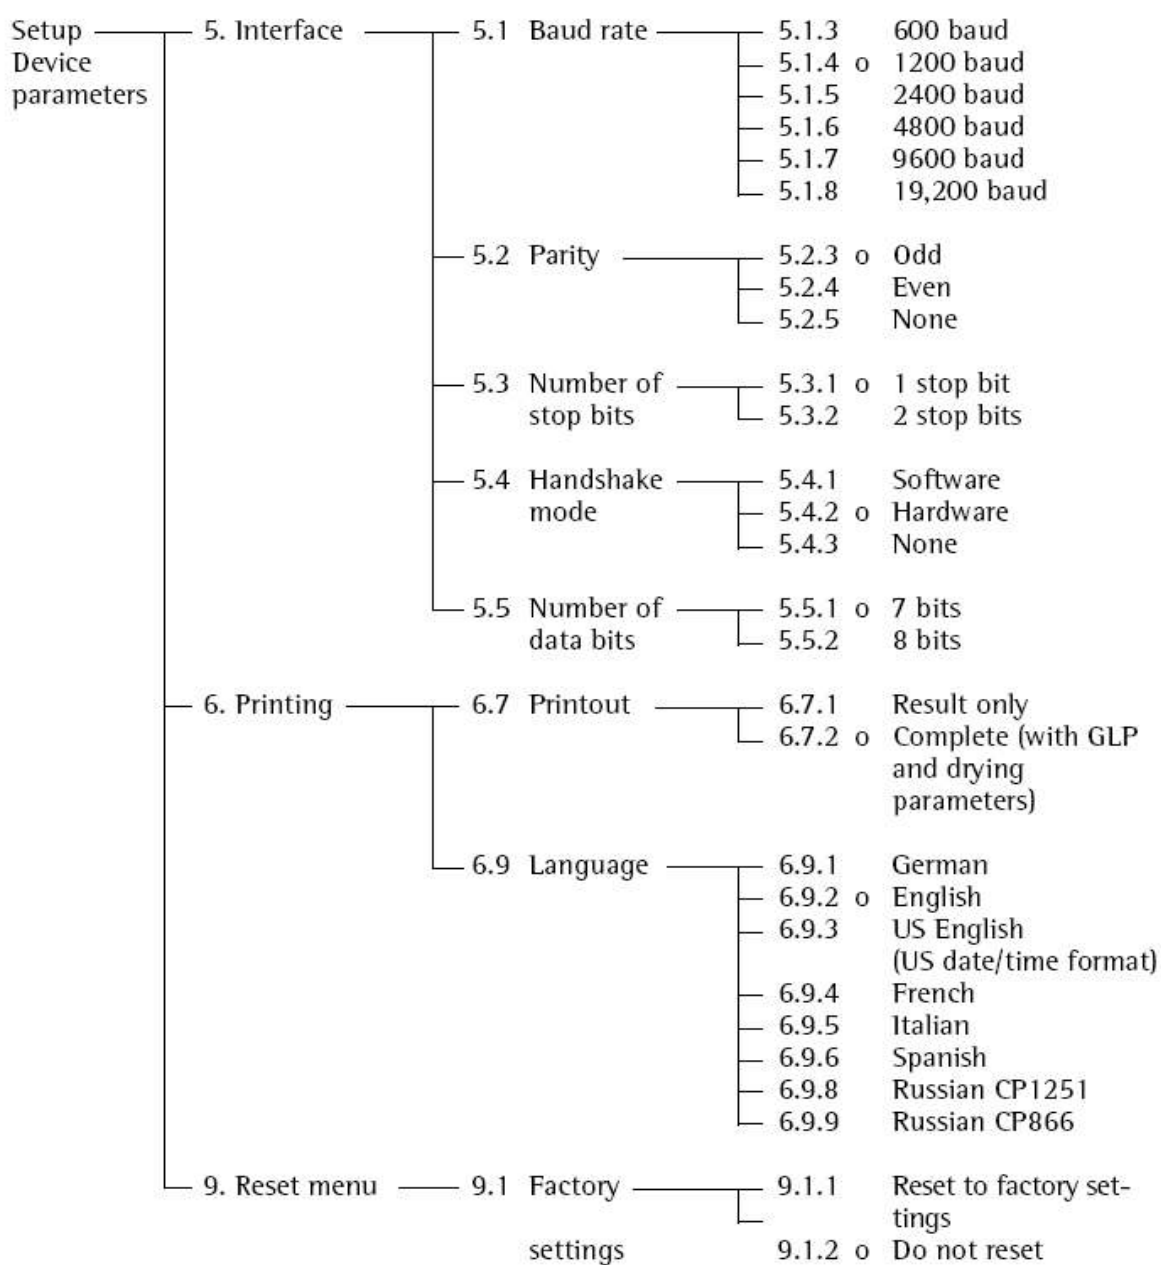 Setup 5. Interface 5.1 Baud rate 5.1.3 600 baud
Device 5.1.4 o 1200 baud
parameters 5.1.5 2400 baud
5.1.6 4800 baud
5.1.7 9600 baud
5.1.8 19,200 baud
5.2 Parity 5.2.3 o Odd
5.2.4 Even
5.2.5 None
5.3 Number of 5.3.1 o 1 stop bit
stop bits 5.3.2 2 stop bits
5.4 Handshake 5.4.1 Software
mode 5.4.2 o Hardware
5.4.3 None
5.5 Number of 5.5.1 o 7 bits
data bits 5.5.2 8 bits
6. Printing 6.7 Printout 6.7.1 Result only
6.7.2 o Complete (with GLP
and drying
parameters)
6.9 Language 6.9.1 German
6.9.2 o English
6.9.3 US English
(US date/time format)
6.9.4 French
6.9.5 Italian
6.9.6 Spanish
6.9.8 Russian CP1251
6.9.9 Russian CP866
9. Reset menu 9.1 Factory 9.1.1 Reset to factory set-
tings
settings 9.1.2 o Do not reset